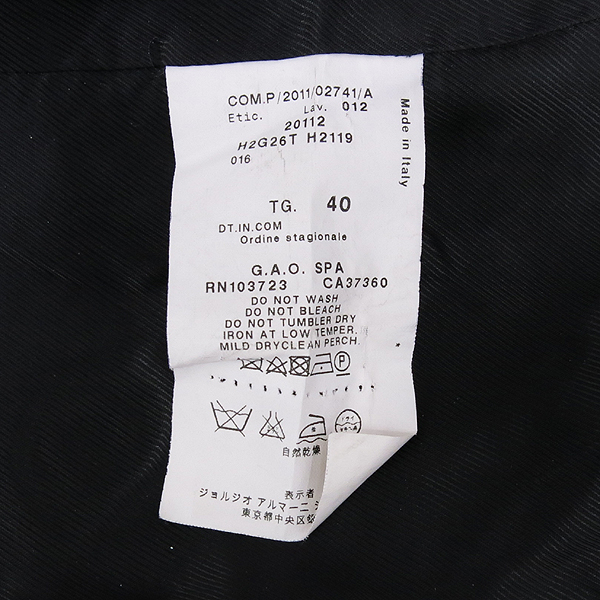 COM.P/2011/02741/A
Etic. Lav. 012
20112
H2G26T H2119
016
Made in Italy
TG. 40
DT.IN.COM
Ordine stagionale
G.A.O. SPA
RN103723 CA37360
DO NOT WASH
DO NOT BLEACH
DO NOT TUMBLER DRY
IRON AT LOW TEMPER.
MILD DRYCLEAN PERCH.
P
ドライ
自然乾燥
表示者
ジョルジオ アルマーニ
東京都中央区